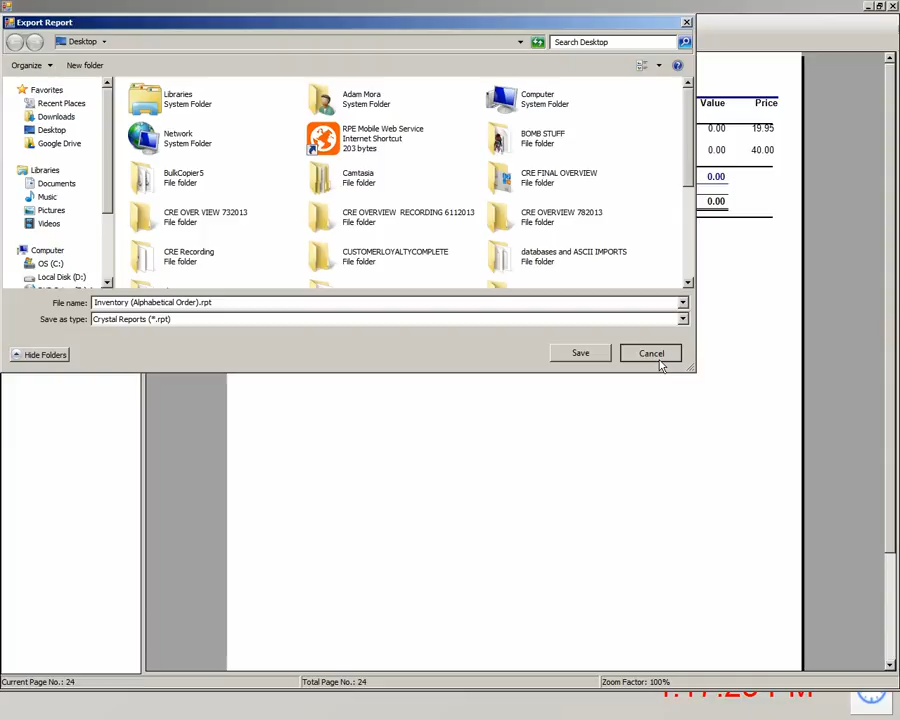 Export Report
Desktop
Search Desktop
Organize
New folder
Favorites
Recent Places
Downloads
Desktop
Google Drive
Libraries
Documents
Music
Pictures
Videos
Computer
OS (C:)
Local Disk (D:)
Libraries
System Folder
Adam Mora
System Folder
Computer
System Folder
Network
System Folder
RPE Mobile Web Service
Internet Shortcut
203 bytes
BOMB STUFF
File folder
BulkCopier5
File folder
Camtasia
File folder
CRE FINAL OVERVIEW
File folder
CRE OVER VIEW 732013
File folder
CRE OVERVIEW RECORDING 6112013
File folder
CRE OVERVIEW 782013
File folder
CRE Recording
File folder
CUSTOMERLOYALTYCOMPLETE
File folder
databases and ASCII IMPORTS
File folder
File name: Inventory (Alphabetical Order).rpt
Save as type: Crystal Reports (*.rpt)
Hide Folders
Save
Cancel
Value Price
0.00 19.95
0.00 40.00
0.00
0.00
Current Page No.: 24
Total Page No.: 24
Zoom Factor: 100%